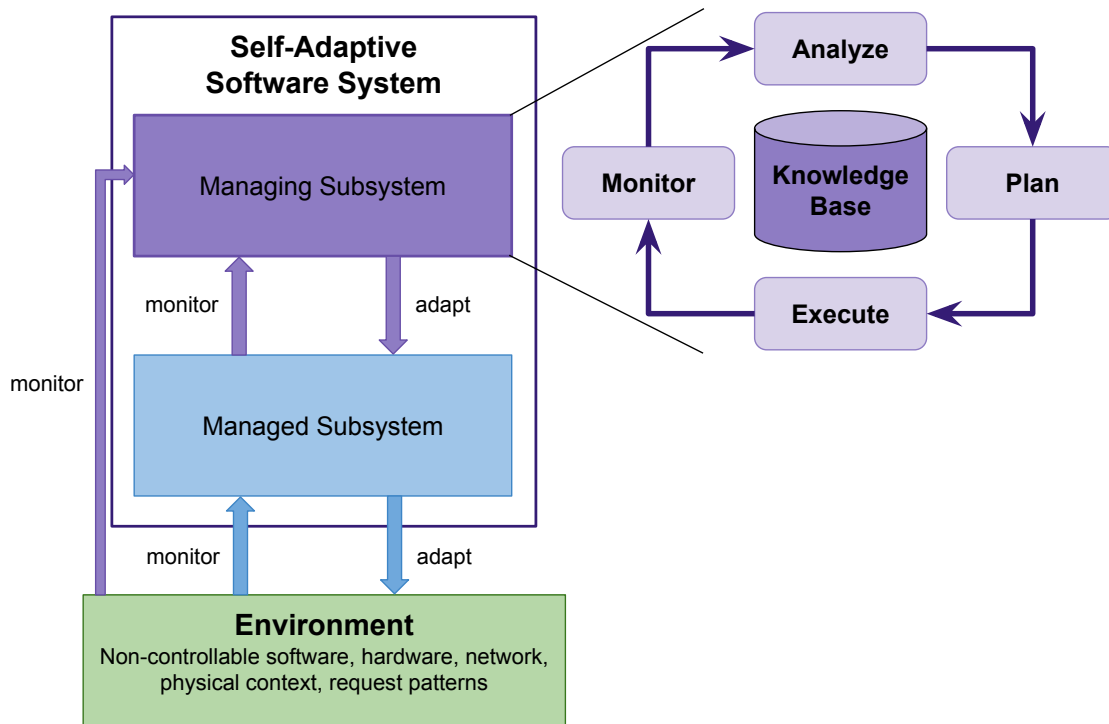 Self-Adaptive
Software System
Managing Subsystem
monitor
adapt
monitor
Managed Subsystem
monitor
adapt
Environment
Non-controllable software, hardware, network,
physical context, request patterns
Analyze
Monitor
Knowledge
Base
Plan
Execute